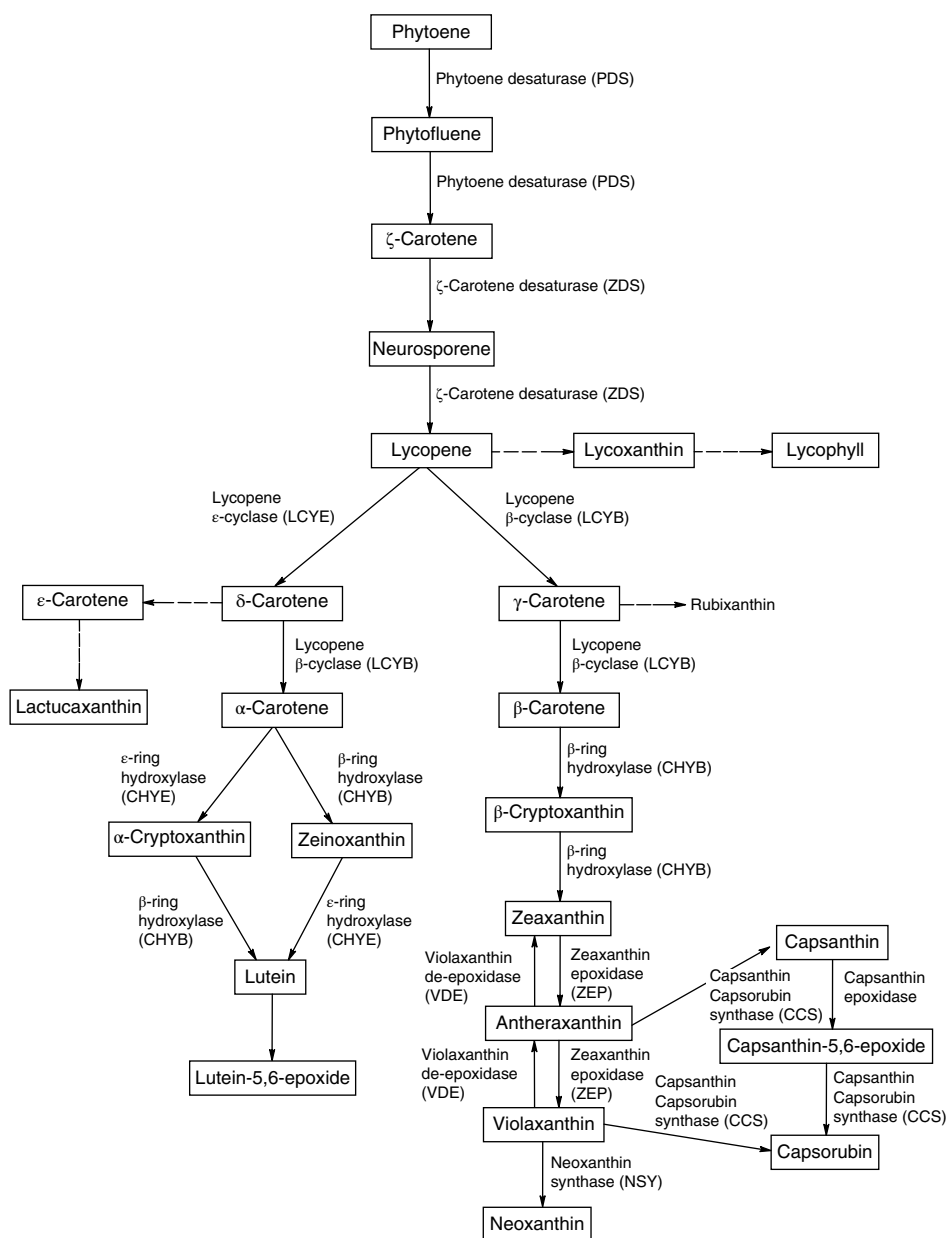 Phytoene
Phytoene desaturase (PDS)
Phytofluene
Phytoene desaturase (PDS)
ζ-Carotene
ζ-Carotene desaturase (ZDS)
Neurosporene
ζ-Carotene desaturase (ZDS)
Lycopene
Lycoxanthin
Lycophyll
Lycopene
ε-cyclase (LCYE)
Lycopene
β-cyclase (LCYB)
ε-Carotene
δ-Carotene
γ-Carotene
Rubixanthin
Lycopene
β-cyclase (LCYB)
Lycopene
β-cyclase (LCYB)
Lactucaxanthin
α-Carotene
β-Carotene
ε-ring
hydroxylase
(CHYE)
β-ring
hydroxylase
(CHYB)
β-ring
hydroxylase (CHYB)
α-Cryptoxanthin
Zeinoxanthin
β-Cryptoxanthin
β-ring
hydroxylase
(CHYB)
ε-ring
hydroxylase
(CHYE)
β-ring
hydroxylase (CHYB)
Lutein
Zeaxanthin
Violaxanthin
de-epoxidase
(VDE)
Zeaxanthin
epoxidase
(ZEP)
Capsanthin
Capsanthin
Capsorubin
synthase (CCS)
Capsanthin
epoxidase
Lutein-5,6-epoxide
Antheraxanthin
Capsanthin-5,6-epoxide
Violaxanthin
de-epoxidase
(VDE)
Zeaxanthin
epoxidase
(ZEP)
Capsanthin
Capsorubin
synthase (CCS)
Capsanthin
Capsorubin
synthase (CCS)
Violaxanthin
Capsorubin
Neoxanthin
synthase (NSY)
Neoxanthin